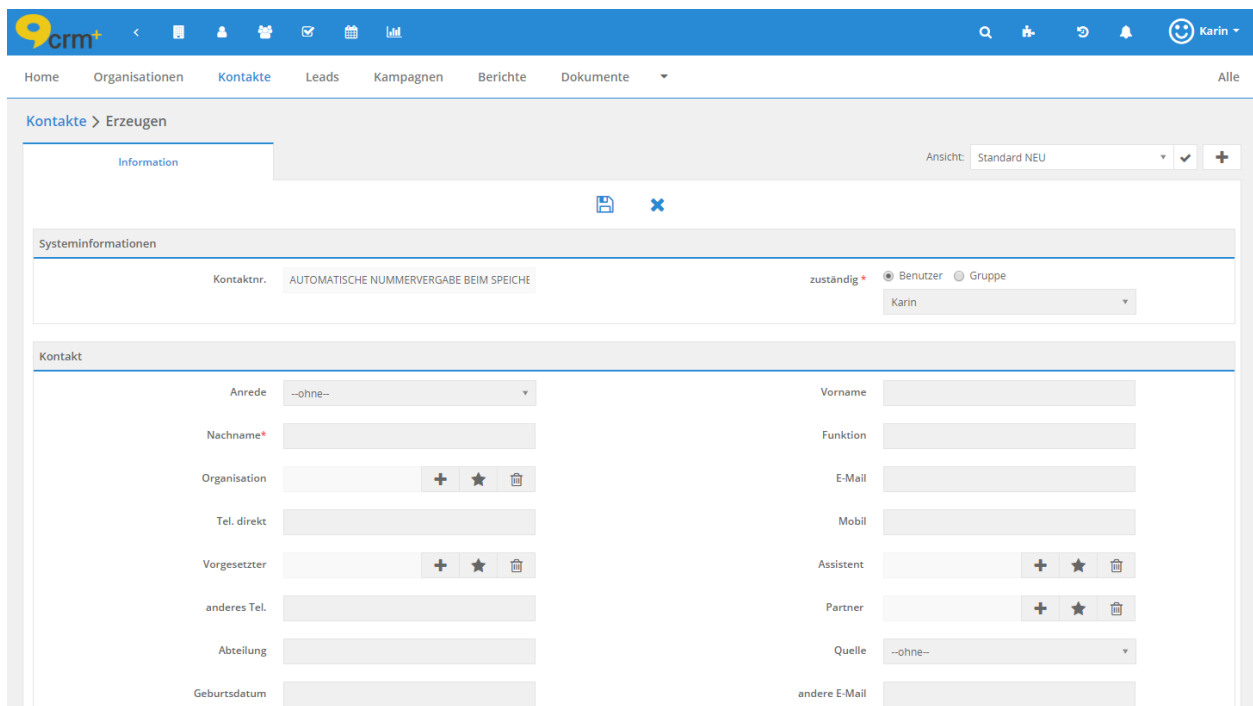 crm+
Karin
Home Organisationen Kontakte Leads Kampagnen Berichte Dokumente Alle
Kontakte > Erzeugen
Information
Ansicht: Standard NEU
Systeminformationen
Kontaktnr. AUTOMATISCHE NUMMERVERGABE BEIM SPEICHE
zuständig * Benutzer Gruppe
Karin
Kontakt
Anrede --ohne-- Vorname
Nachname* Funktion
Organisation E-Mail
Tel. direkt Mobil
Vorgesetzter Assistent
anderes Tel. Partner
Abteilung Quelle --ohne--
Geburtsdatum andere E-Mail